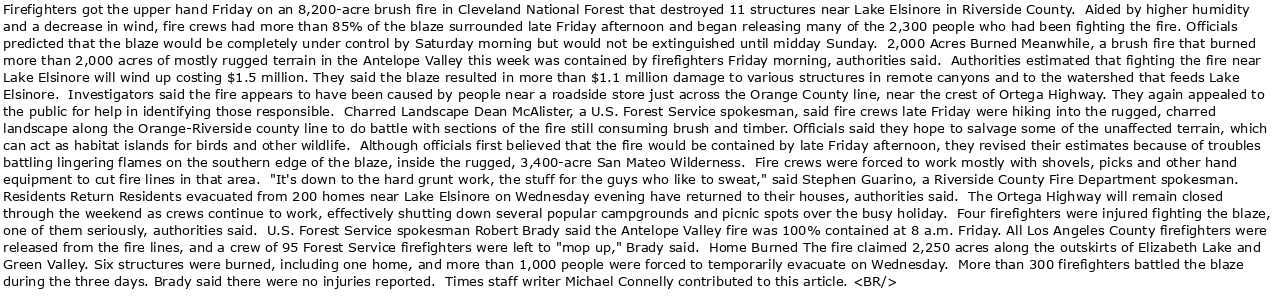 Firefighters got the upper hand Friday on an 8,200-acre brush fire in Cleveland National Forest that destroyed 11 structures near Lake Elsinore in Riverside County.  Aided by higher humidity
and a decrease in wind, fire crews had more than 85% of the blaze surrounded late Friday afternoon and began releasing many of the 2,300 people who had been fighting the fire. Officials
predicted that the blaze would be completely under control by Saturday morning but would not be extinguished until midday Sunday.  2,000 Acres Burned Meanwhile, a brush fire that burned
more than 2,000 acres of mostly rugged terrain in the Antelope Valley this week was contained by firefighters Friday morning, authorities said.  Authorities estimated that fighting the fire near
Lake Elsinore will wind up costing $1.5 million. They said the blaze resulted in more than $1.1 million damage to various structures in remote canyons and to the watershed that feeds Lake
Elsinore.  Investigators said the fire appears to have been caused by people near a roadside store just across the Orange County line, near the crest of Ortega Highway. They again appealed to
the public for help in identifying those responsible.  Charred Landscape Dean McAlister, a U.S. Forest Service spokesman, said fire crews late Friday were hiking into the rugged, charred
landscape along the Orange-Riverside county line to do battle with sections of the fire still consuming brush and timber. Officials said they hope to salvage some of the unaffected terrain, which
can act as habitat islands for birds and other wildlife.  Although officials first believed that the fire would be contained by late Friday afternoon, they revised their estimates because of troubles
battling lingering flames on the southern edge of the blaze, inside the rugged, 3,400-acre San Mateo Wilderness.  Fire crews were forced to work mostly with shovels, picks and other hand
equipment to cut fire lines in that area.  "It's down to the hard grunt work, the stuff for the guys who like to sweat," said Stephen Guarino, a Riverside County Fire Department spokesman.
Residents Return Residents evacuated from 200 homes near Lake Elsinore on Wednesday evening have returned to their houses, authorities said.  The Ortega Highway will remain closed
through the weekend as crews continue to work, effectively shutting down several popular campgrounds and picnic spots over the busy holiday.  Four firefighters were injured fighting the blaze,
one of them seriously, authorities said.  U.S. Forest Service spokesman Robert Brady said the Antelope Valley fire was 100% contained at 8 a.m. Friday. All Los Angeles County firefighters were
released from the fire lines, and a crew of 95 Forest Service firefighters were left to "mop up," Brady said.  Home Burned The fire claimed 2,250 acres along the outskirts of Elizabeth Lake and
Green Valley. Six structures were burned, including one home, and more than 1,000 people were forced to temporarily evacuate on Wednesday.  More than 300 firefighters battled the blaze
during the three days. Brady said there were no injuries reported.  Times staff writer Michael Connelly contributed to this article. <BR/>